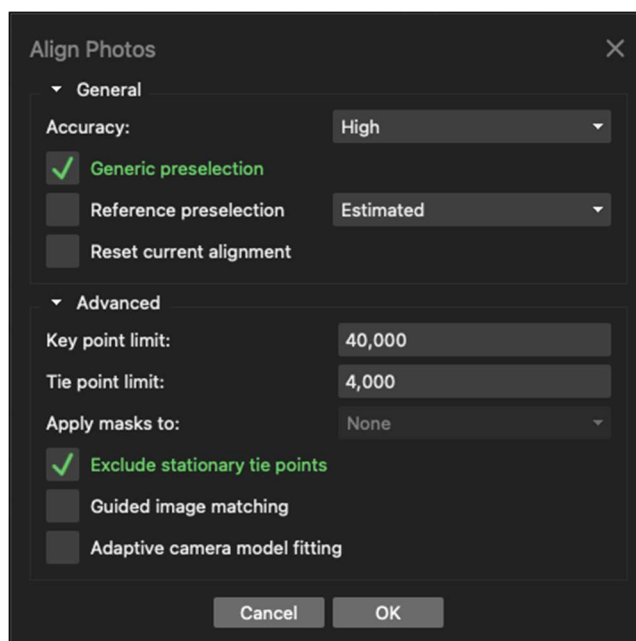 Align Photos
General
Accuracy: High
Generic preselection
Reference preselection Estimated
Reset current alignment
Advanced
Key point limit: 40,000
Tie point limit: 4,000
Apply masks to: None
Exclude stationary tie points
Guided image matching
Adaptive camera model fitting
Cancel OK